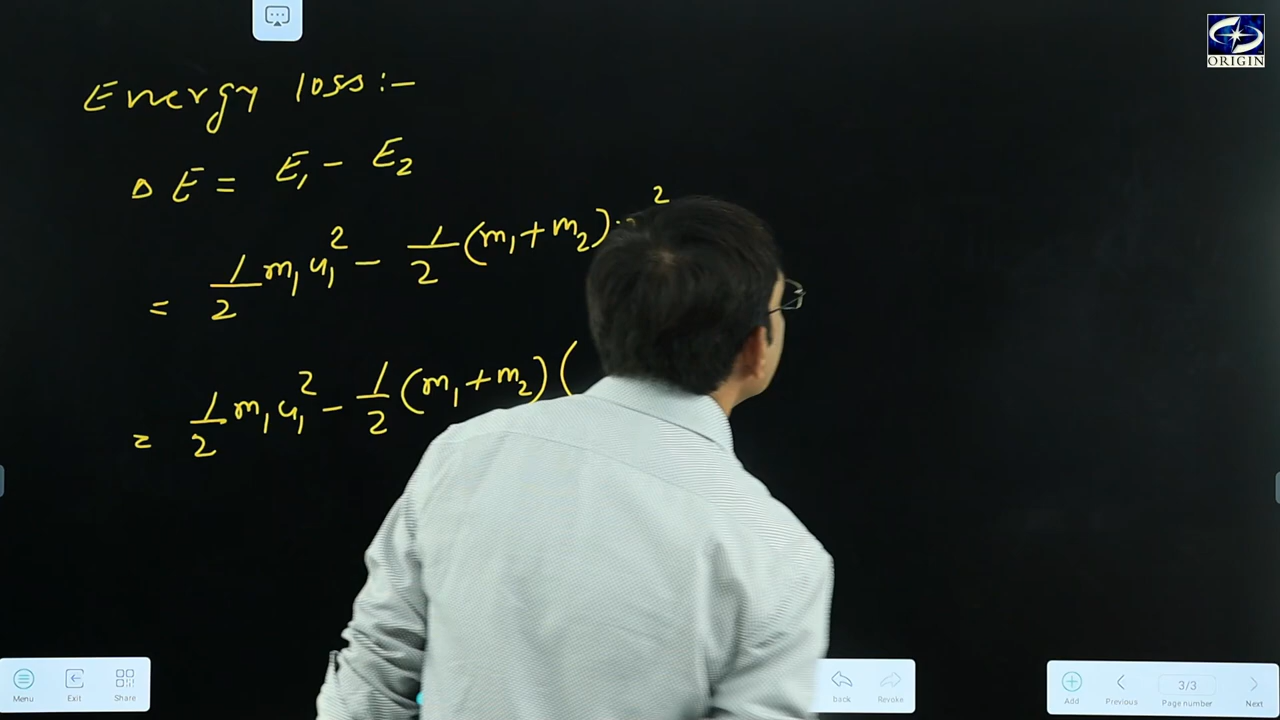 ORIGIN
Energy loss:-
Δ E = E₁ - E₂
= 1/2 m₁u₁² - 1/2 (m₁+m₂) ²
= 1/2 m₁u₁² - 1/2 (m₁+m₂) (
Menu Exit Share back Revoke Add Previous 3/3 Page number Next